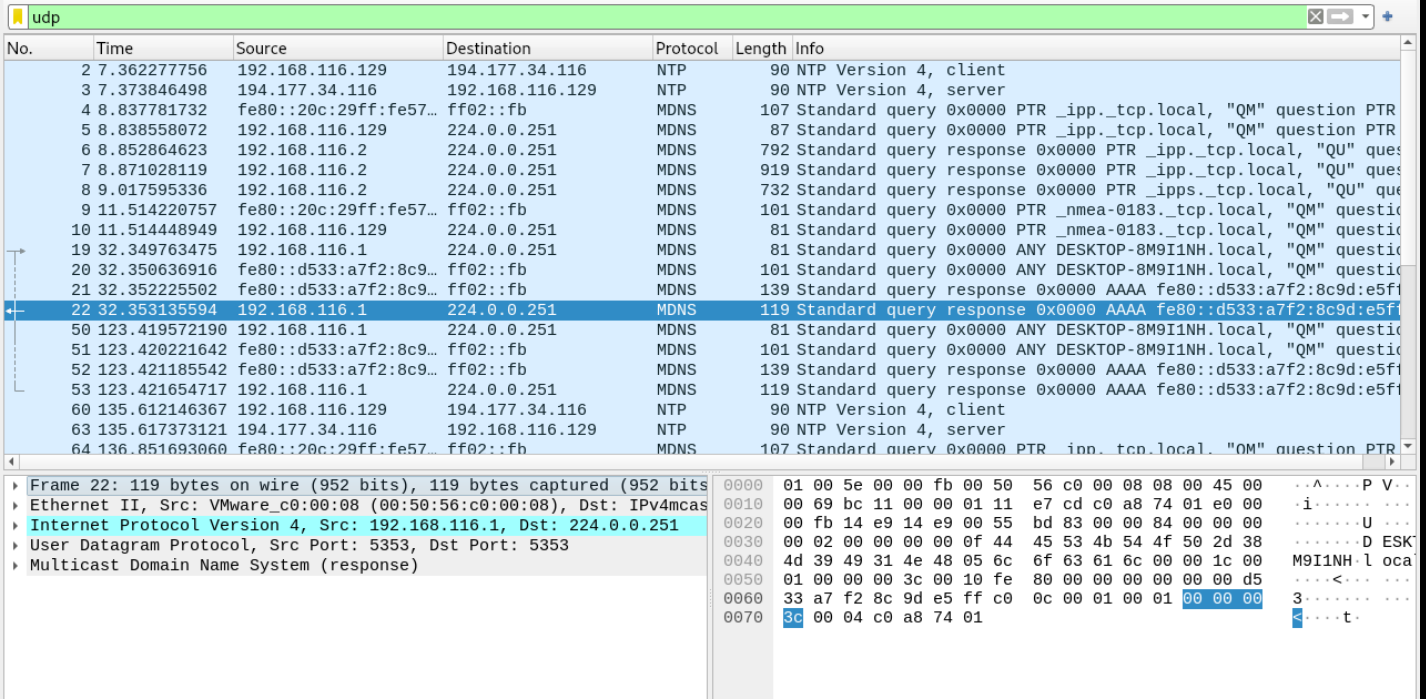 udp
No. Time Source Destination Protocol Length Info
2 7.362277756 192.168.116.129 194.177.34.116 NTP 90 NTP Version 4, client
3 7.373846498 194.177.34.116 192.168.116.129 NTP 90 NTP Version 4, server
4 8.837781732 fe80::20c:29ff:fe57… ff02::fb MDNS 107 Standard query 0x0000 PTR _ipp._tcp.local, "QM" question PTR
5 8.838558072 192.168.116.129 224.0.0.251 MDNS 87 Standard query 0x0000 PTR _ipp._tcp.local, "QM" question PTR
6 8.852864623 192.168.116.2 224.0.0.251 MDNS 792 Standard query response 0x0000 PTR _ipp._tcp.local, "QU" ques
7 8.871028119 192.168.116.2 224.0.0.251 MDNS 919 Standard query response 0x0000 PTR _ipp._tcp.local, "QU" ques
8 9.017595336 192.168.116.2 224.0.0.251 MDNS 732 Standard query response 0x0000 PTR _ipps._tcp.local, "QU" que
9 11.514220757 fe80::20c:29ff:fe57… ff02::fb MDNS 101 Standard query 0x0000 PTR _nmea-0183._tcp.local, "QM" questic
10 11.514448949 192.168.116.129 224.0.0.251 MDNS 81 Standard query 0x0000 PTR _nmea-0183._tcp.local, "QM" questic
19 32.349763475 192.168.116.1 224.0.0.251 MDNS 81 Standard query 0x0000 ANY DESKTOP-8M9I1NH.local, "QM" questic
20 32.350636916 fe80::d533:a7f2:8c9… ff02::fb MDNS 101 Standard query 0x0000 ANY DESKTOP-8M9I1NH.local, "QM" questic
21 32.352225502 fe80::d533:a7f2:8c9… ff02::fb MDNS 139 Standard query response 0x0000 AAAA fe80::d533:a7f2:8c9d:e5ff
22 32.353135594 192.168.116.1 224.0.0.251 MDNS 119 Standard query response 0x0000 AAAA fe80::d533:a7f2:8c9d:e5ff
50 123.419572190 192.168.116.1 224.0.0.251 MDNS 81 Standard query 0x0000 ANY DESKTOP-8M9I1NH.local, "QM" questic
51 123.420221642 fe80::d533:a7f2:8c9… ff02::fb MDNS 101 Standard query 0x0000 ANY DESKTOP-8M9I1NH.local, "QM" questic
52 123.421185542 fe80::d533:a7f2:8c9… ff02::fb MDNS 139 Standard query response 0x0000 AAAA fe80::d533:a7f2:8c9d:e5ff
53 123.421654717 192.168.116.1 224.0.0.251 MDNS 119 Standard query response 0x0000 AAAA fe80::d533:a7f2:8c9d:e5ff
60 135.612146367 192.168.116.129 194.177.34.116 NTP 90 NTP Version 4, client
63 135.617373121 194.177.34.116 192.168.116.129 NTP 90 NTP Version 4, server
64 136.851693060 fe80::20c:29ff:fe57… ff02::fb MDNS 107 Standard query 0x0000 PTR _ipp._tcp.local, "QM" question PTR
Frame 22: 119 bytes on wire (952 bits), 119 bytes captured (952 bits
Ethernet II, Src: VMware_c0:00:08 (00:50:56:c0:00:08), Dst: IPv4mcas
Internet Protocol Version 4, Src: 192.168.116.1, Dst: 224.0.0.251
User Datagram Protocol, Src Port: 5353, Dst Port: 5353
Multicast Domain Name System (response)
0000 01 00 5e 00 00 fb 00 50 56 c0 00 08 08 00 45 00 ··^····P V·····
0010 00 69 bc 11 00 00 01 11 e7 cd c0 a8 74 01 e0 00 ·i······ ····
0020 00 fb 14 e9 14 e9 00 55 bd 83 00 00 84 00 00 00 ·······U ···
0030 00 02 00 00 00 00 0f 44 45 53 4b 54 4f 50 2d 38 ·······D ESKT
0040 4d 39 49 31 4e 48 05 6c 6f 63 61 6c 00 00 1c 00 M9I1NH·l oca
0050 01 00 00 00 3c 00 10 fe 80 00 00 00 00 00 00 d5 ····<··· ····
0060 33 a7 f2 8c 9d e5 ff c0 0c 00 01 00 01 00 00 00 3······· ···
0070 3c 00 04 c0 a8 74 01 <····t·